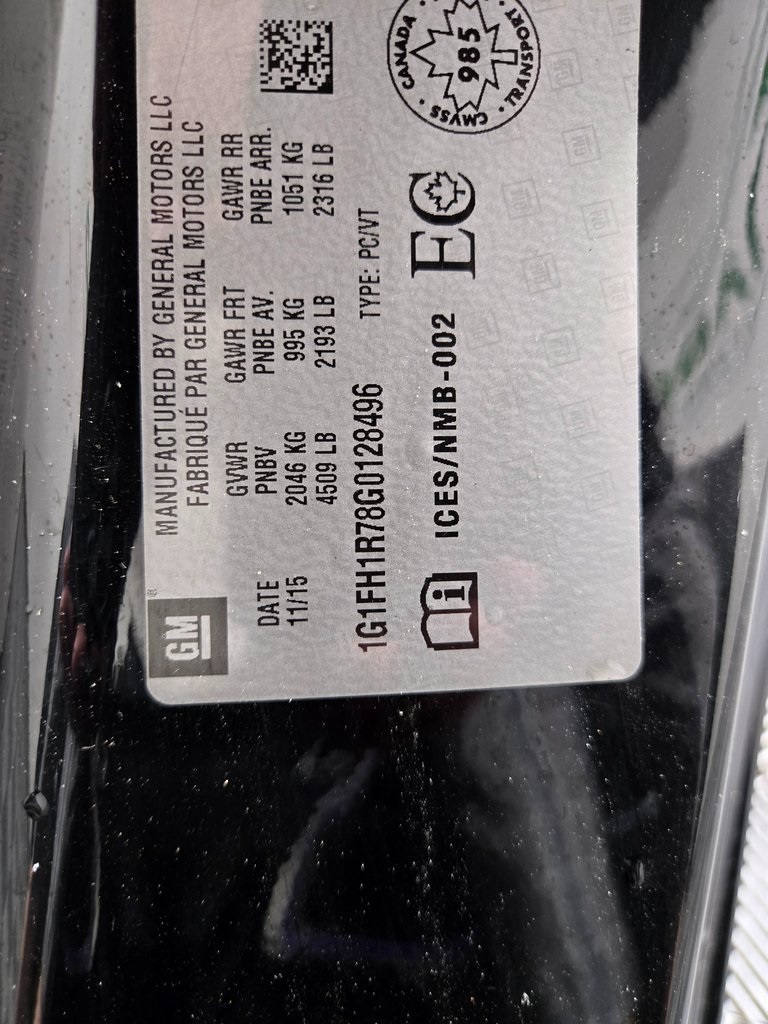 GM
MANUFACTURED BY GENERAL MOTORS LLC
FABRIQUÉ PAR GENERAL MOTORS LLC
DATE GVWR GAWR FRT GAWR RR
PNBV PNBE AV. PNBE ARR.
11/15 2046 KG 995 KG 1051 KG
4509 LB 2193 LB 2316 LB
1G1FH1R78G0128496 TYPE: PC/VT
ICES/NMB-002
EC
CANADA
TRANSPORT
CMVSS
985